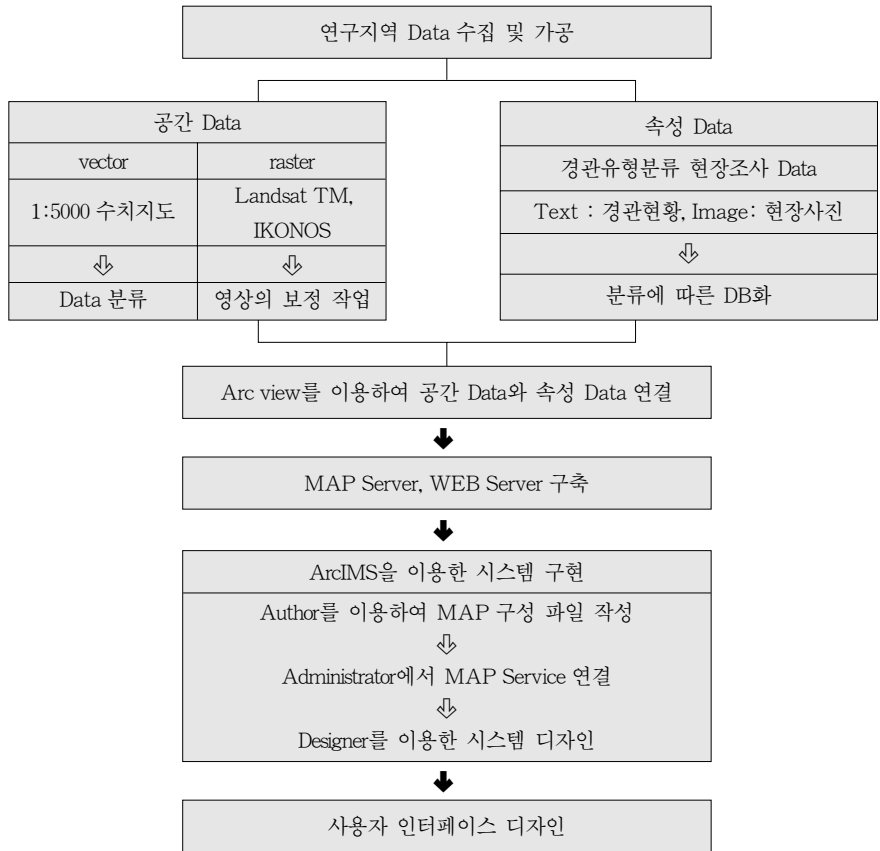 연구지역 Data 수집 및 가공
공간 Data
vector
raster
1:5000 수치지도
Landsat TM,
IKONOS
Data 분류
영상의 보정 작업
속성 Data
경관유형분류 현장조사 Data
Text : 경관현황, Image: 현장사진
분류에 따른 DB화
Arc view를 이용하여 공간 Data와 속성 Data 연결
MAP Server, WEB Server 구축
ArcIMS을 이용한 시스템 구현
Author를 이용하여 MAP 구성 파일 작성
Administrator에서 MAP Service 연결
Designer를 이용한 시스템 디자인
사용자 인터페이스 디자인